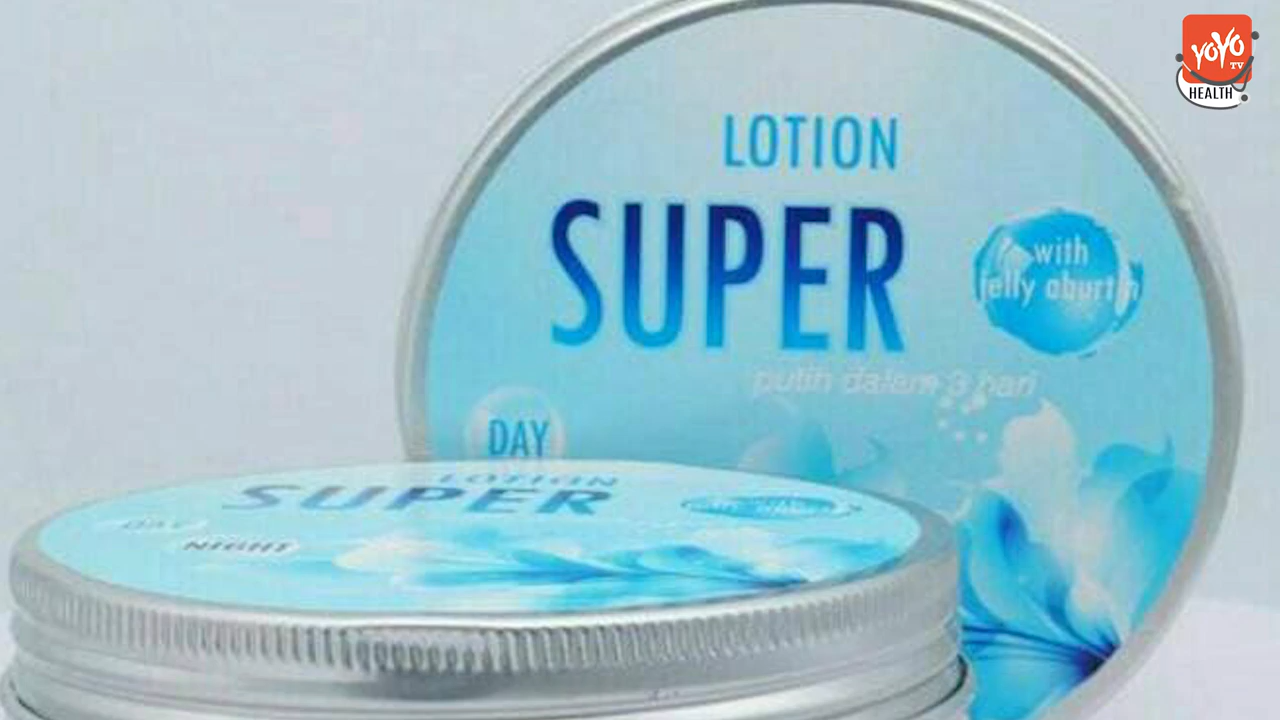 YOYO
TV
HEALTH
LOTION
SUPER
with
jelly aburtin
putih dalam 3 hari
DAY
LOTION
SUPER
DAY
NIGHT